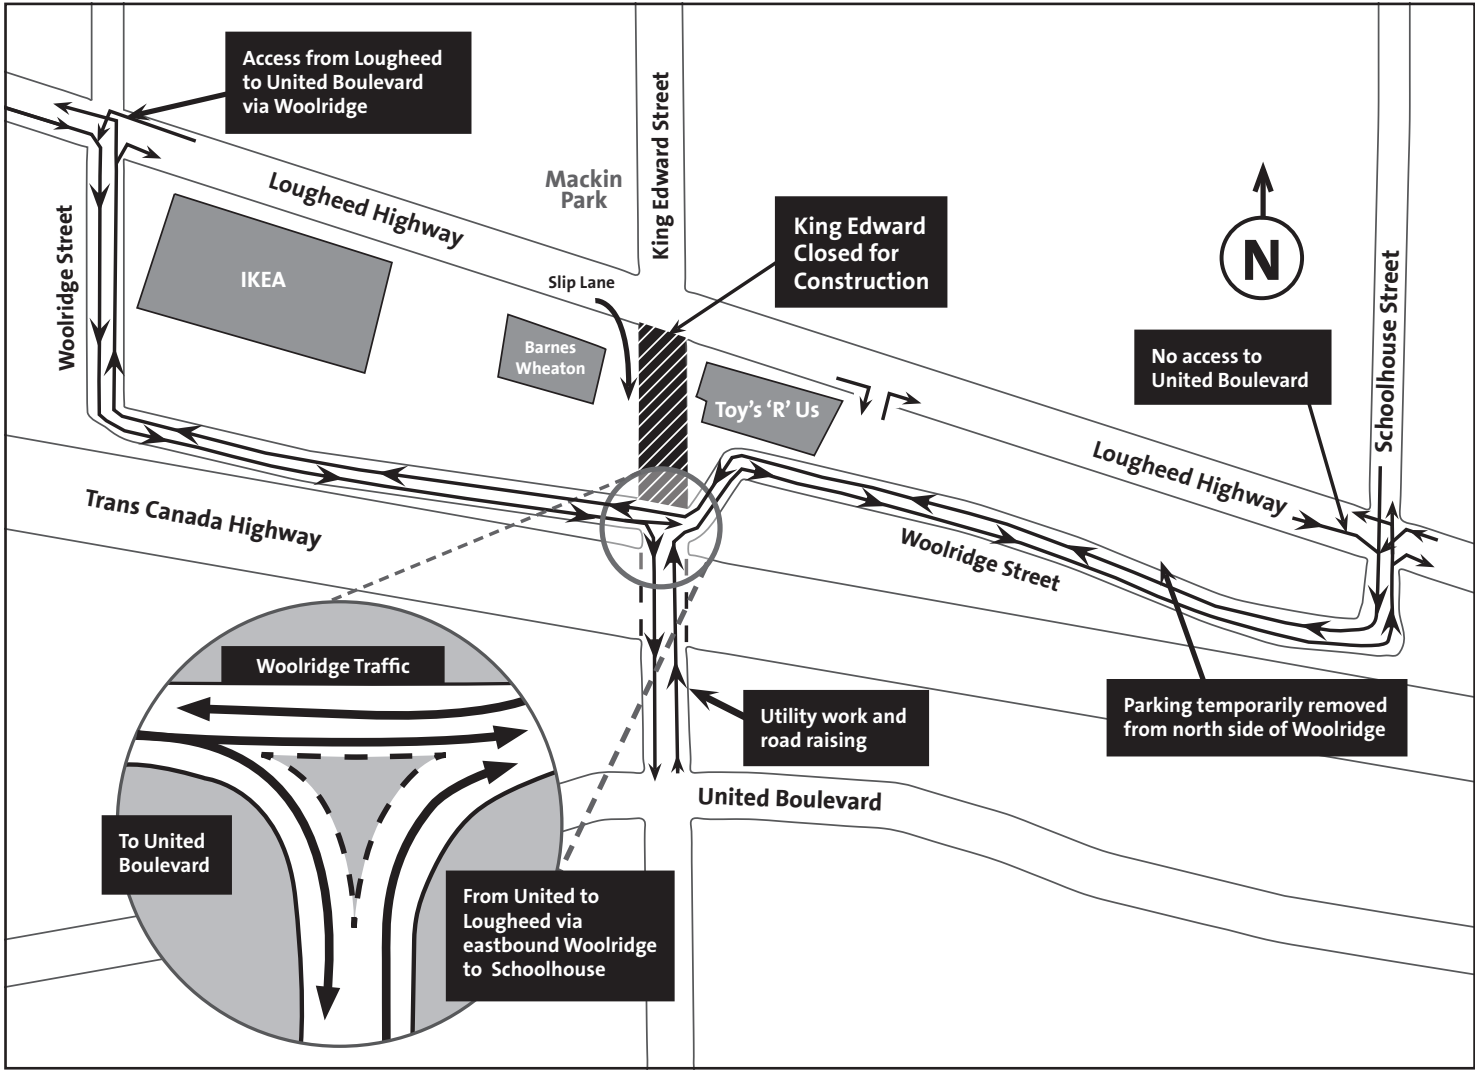 Access from Lougheed
to United Boulevard
via Woolridge
King Edward Street
Mackin
Park
Lougheed Highway
King Edward
Closed for
Construction
N
Woolridge Street
IKEA
Slip Lane
Barnes
Wheaton
Toy's ‘R’ Us
No access to
United Boulevard
Schoolhouse Street
Lougheed Highway
Trans Canada Highway
Woolridge Street
Woolridge Traffic
Utility work and
road raising
Parking temporarily removed
from north side of Woolridge
United Boulevard
To United
Boulevard
From United to
Lougheed via
eastbound Woolridge
to Schoolhouse